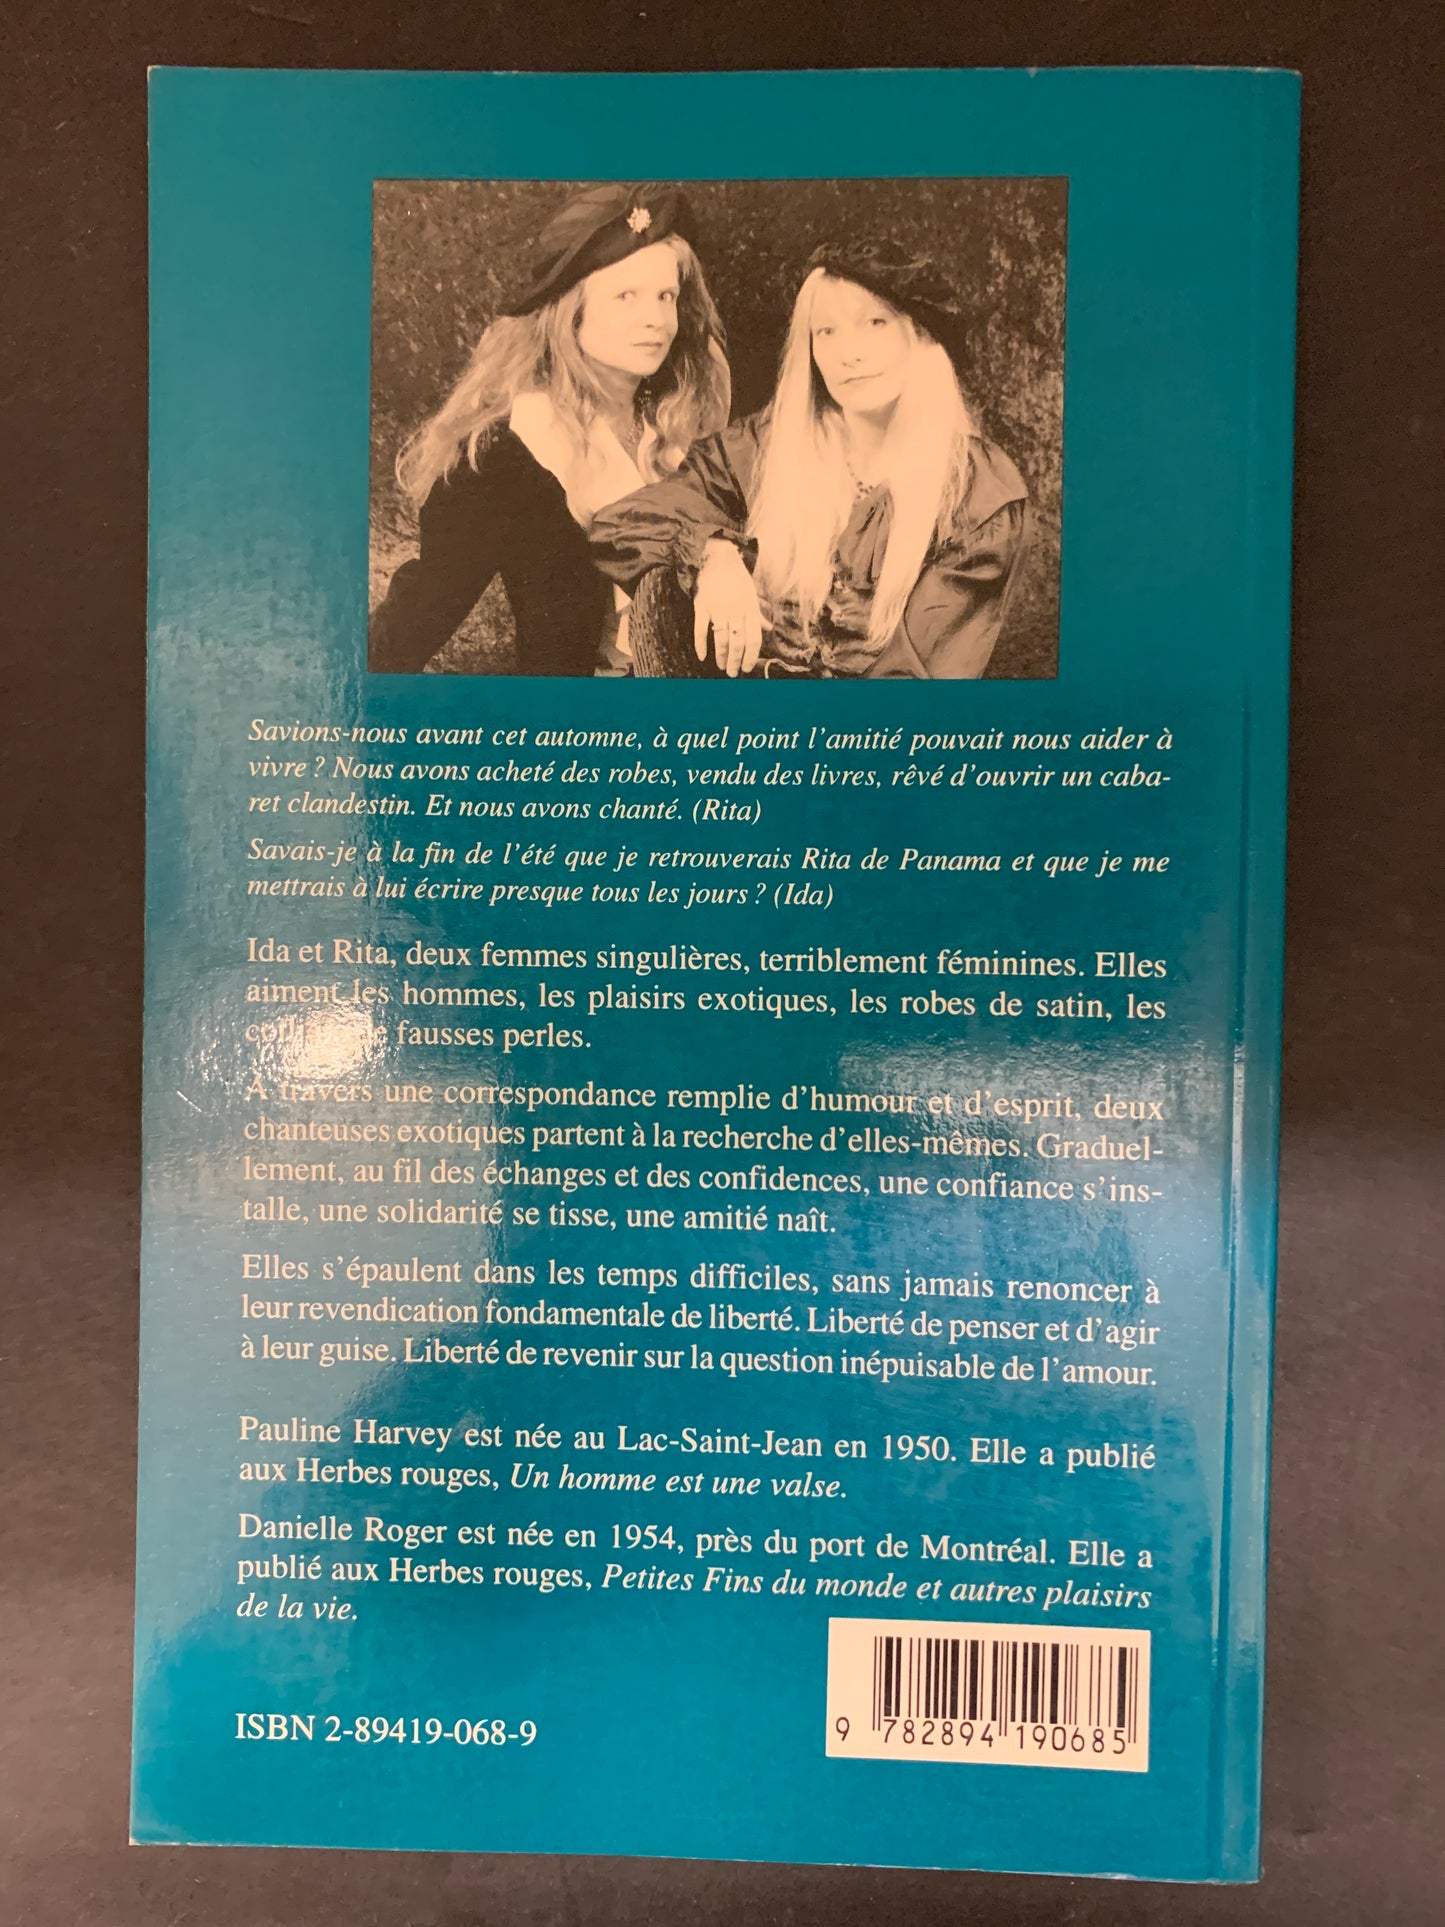 Savions-nous avant cet automne, à quel point l'amitié pouvait nous aider à
vivre ? Nous avons acheté des robes, vendu des livres, rêvé d'ouvrir un caba-
ret clandestin. Et nous avons chanté. (Rita)
Savais-je à la fin de l'été que je retrouverais Rita de Panama et que je me
mettrais à lui écrire presque tous les jours ? (Ida)
Ida et Rita, deux femmes singulières, terriblement féminines. Elles
aiment les hommes, les plaisirs exotiques, les robes de satin, les
fausses perles.
À travers une correspondance remplie d'humour et d'esprit, deux
chanteuses exotiques partent à la recherche d'elles-mêmes. Graduel-
lement, au fil des échanges et des confidences, une confiance s'ins-
talle, une solidarité se tisse, une amitié naît.
Elles s'épaulent dans les temps difficiles, sans jamais renoncer à
leur revendication fondamentale de liberté. Liberté de penser et d'agir
à leur guise. Liberté de revenir sur la question inépuisable de l'amour.
Pauline Harvey est née au Lac-Saint-Jean en 1950. Elle a publié
aux Herbes rouges, Un homme est une valse.
Danielle Roger est née en 1954, près du port de Montréal. Elle a
publié aux Herbes rouges, Petites Fins du monde et autres plaisirs
de la vie.
ISBN 2-89419-068-9
9 782894 190685